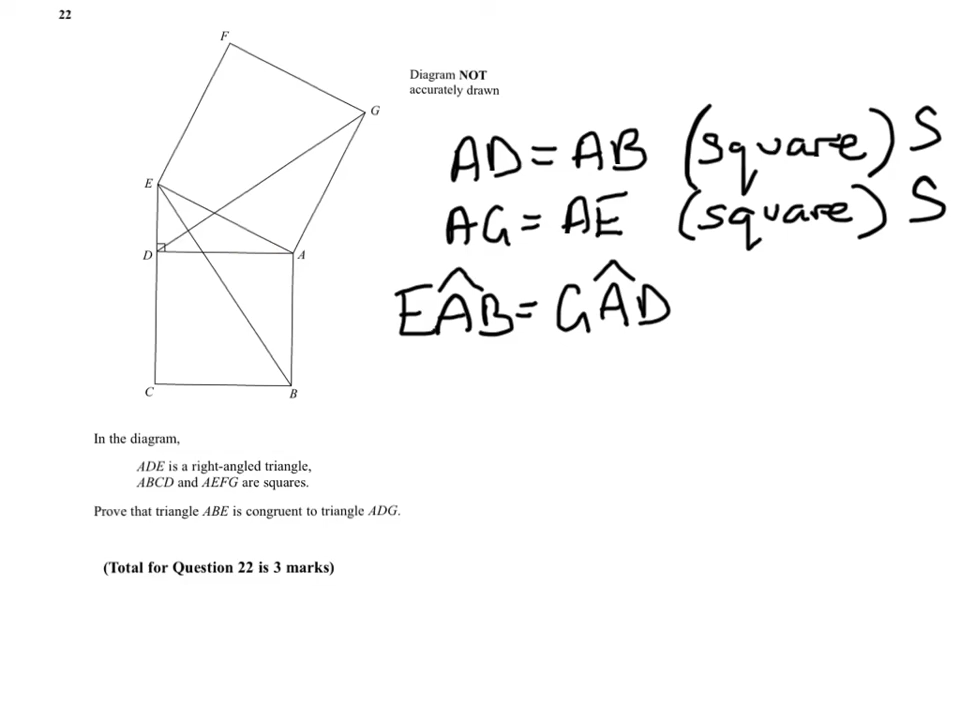 22
F
Diagram NOT
accurately drawn
G
E
D
A
C
B
AD = AB (square) S
AG = AE (square) S
EÂB = GÂD
In the diagram,
ADE is a right-angled triangle,
ABCD and AEFG are squares.
Prove that triangle ABE is congruent to triangle ADG.
(Total for Question 22 is 3 marks)